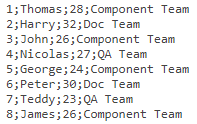 1;Thomas;28;Component Team
2;Harry;32;Doc Team
3;John;26;Component Team
4;Nicolas;27;QA Team
5;George;24;Component Team
6;Peter;30;Doc Team
7;Teddy;23;QA Team
8;James;26;Component Team